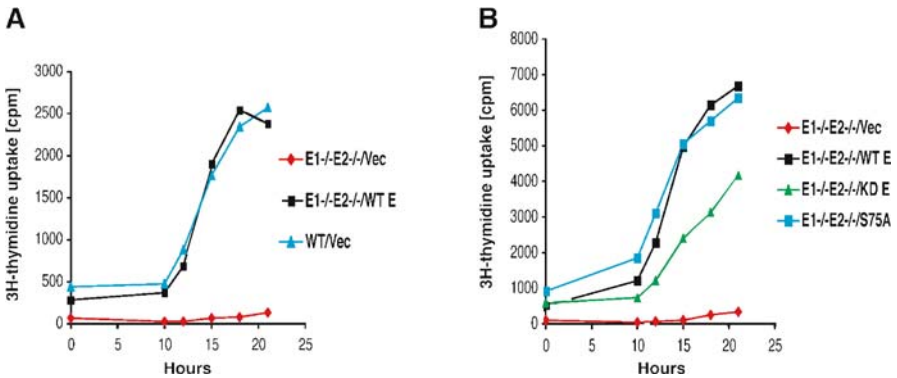 A
3H-thymidine uptake [cpm]
3000
2500
2000
1500
1000
500
0
0 5 10 15 20 25
Hours
E1-/-E2-/-/Vec
E1-/-E2-/-/WT E
WT/Vec
B
3H-thymidine uptake [cpm]
8000
7000
6000
5000
4000
3000
2000
1000
0
0 5 10 15 20 25
Hours
E1-/-E2-/-/Vec
E1-/-E2-/-/WT E
E1-/-E2-/-/KD E
E1-/-E2-/-/S75A